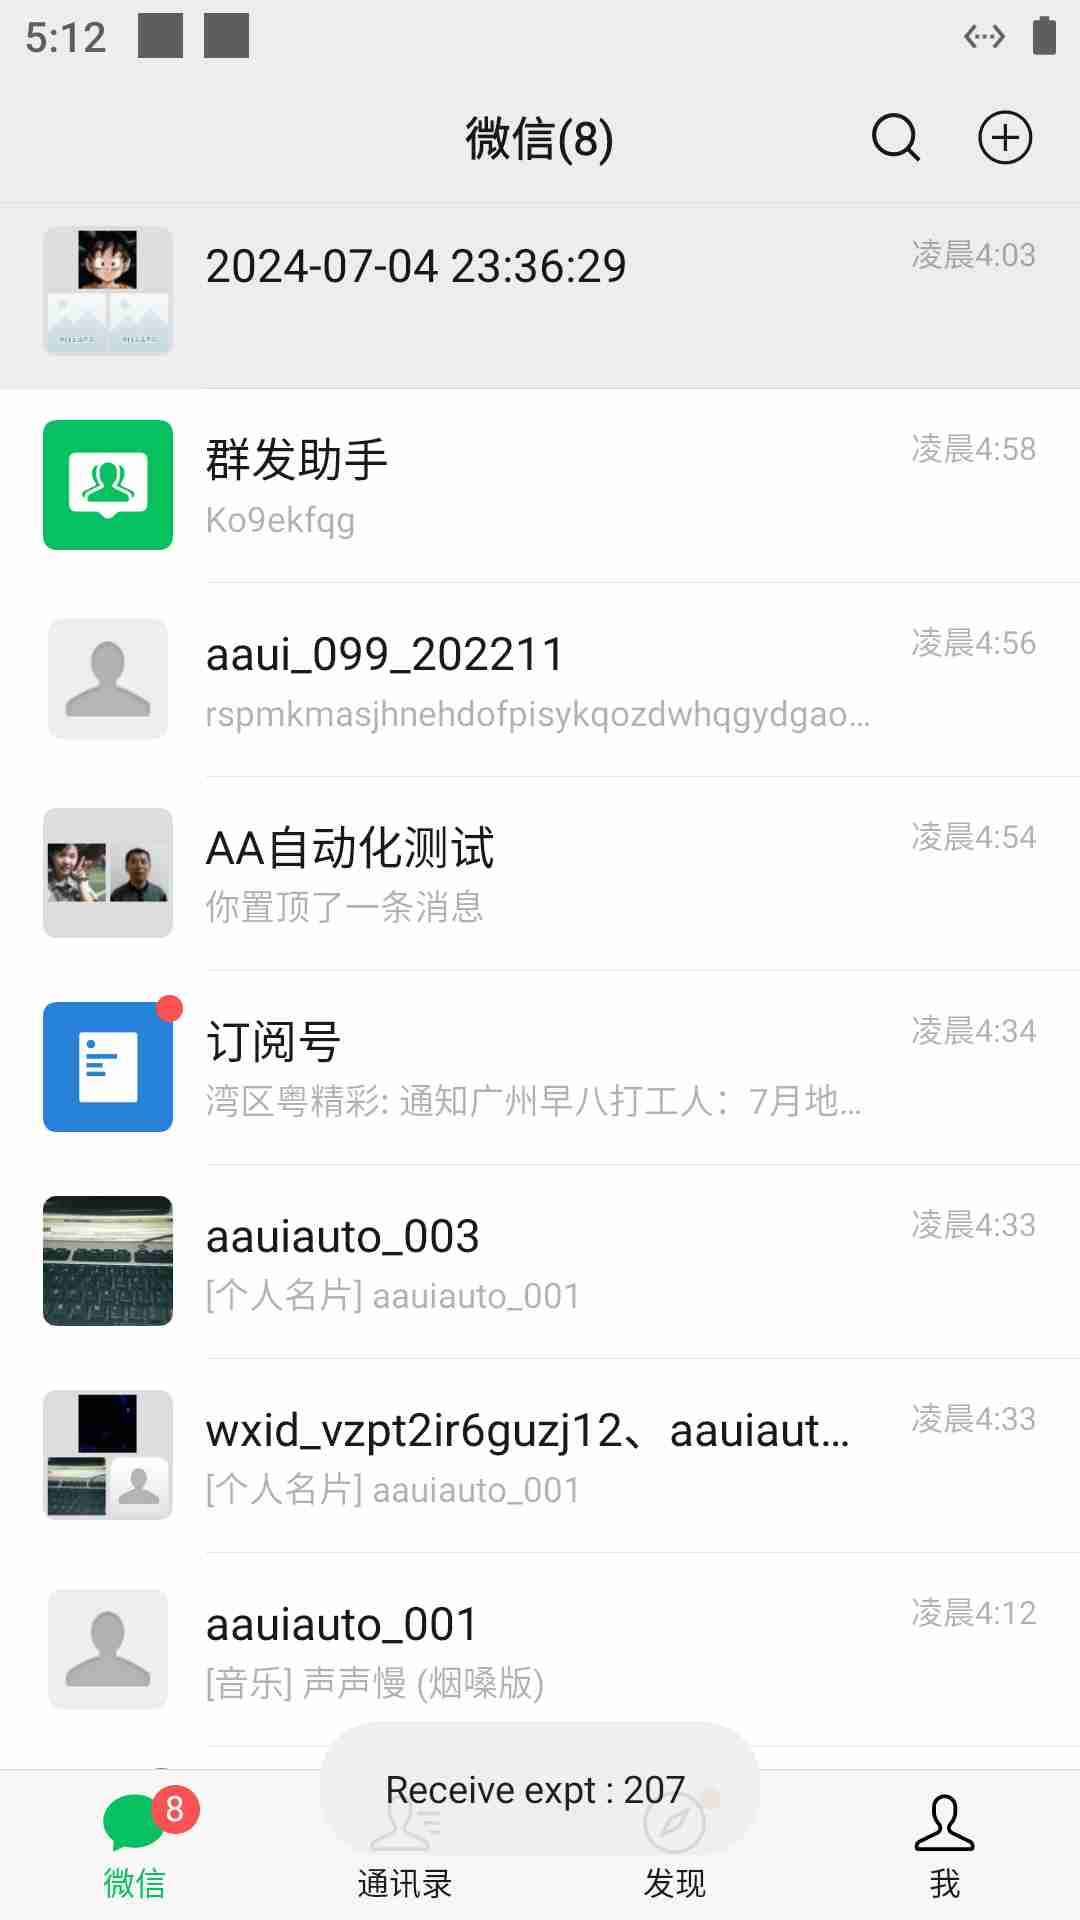 5:12
微信(8)
2024-07-04 23:36:29
凌晨4:03
群发助手
凌晨4:58
Ko9ekfqg
aaui_099_202211
凌晨4:56
rspmkmasjhnehdofpisykqozdwhqgydgao...
AA自动化测试
凌晨4:54
你置顶了一条消息
订阅号
凌晨4:34
湾区粤精彩: 通知广州早八打工人：7月地...
aauiauto_003
凌晨4:33
[个人名片] aauiauto_001
wxid_vzpt2ir6guzj12、aauiaut...
凌晨4:33
[个人名片] aauiauto_001
aauiauto_001
凌晨4:12
[音乐] 声声慢 (烟嗓版)
Receive expt : 207
8
微信
通讯录
发现
我